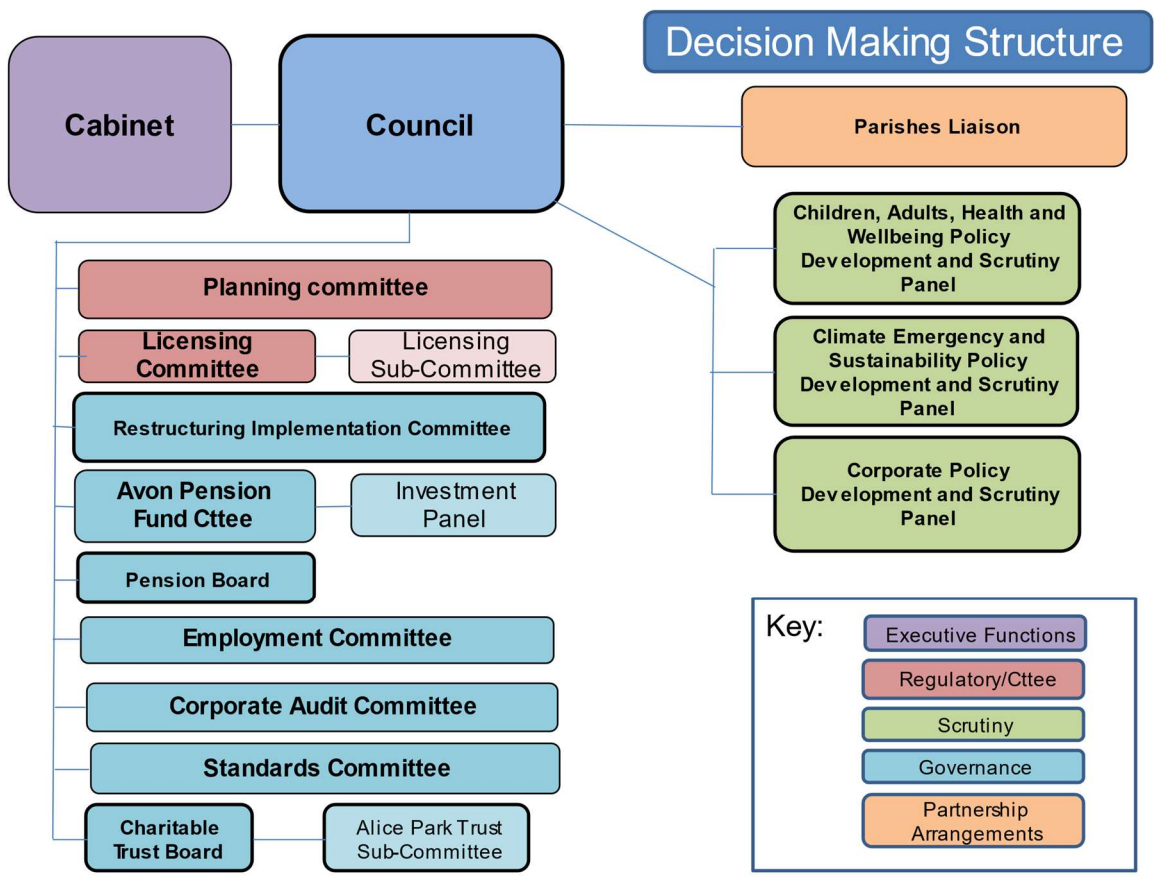 Decision Making Structure
Cabinet
Council
Parishes Liaison
Children, Adults, Health and
Wellbeing Policy
Development and Scrutiny
Panel
Climate Emergency and
Sustainability Policy
Development and Scrutiny
Panel
Corporate Policy
Development and Scrutiny
Panel
Planning committee
Licensing
Committee
Licensing
Sub-Committee
Restructuring Implementation Committee
Avon Pension
Fund Cttee
Investment
Panel
Pension Board
Employment Committee
Corporate Audit Committee
Standards Committee
Charitable
Trust Board
Alice Park Trust
Sub-Committee
Key:
Executive Functions
Regulatory/Cttee
Scrutiny
Governance
Partnership
Arrangements